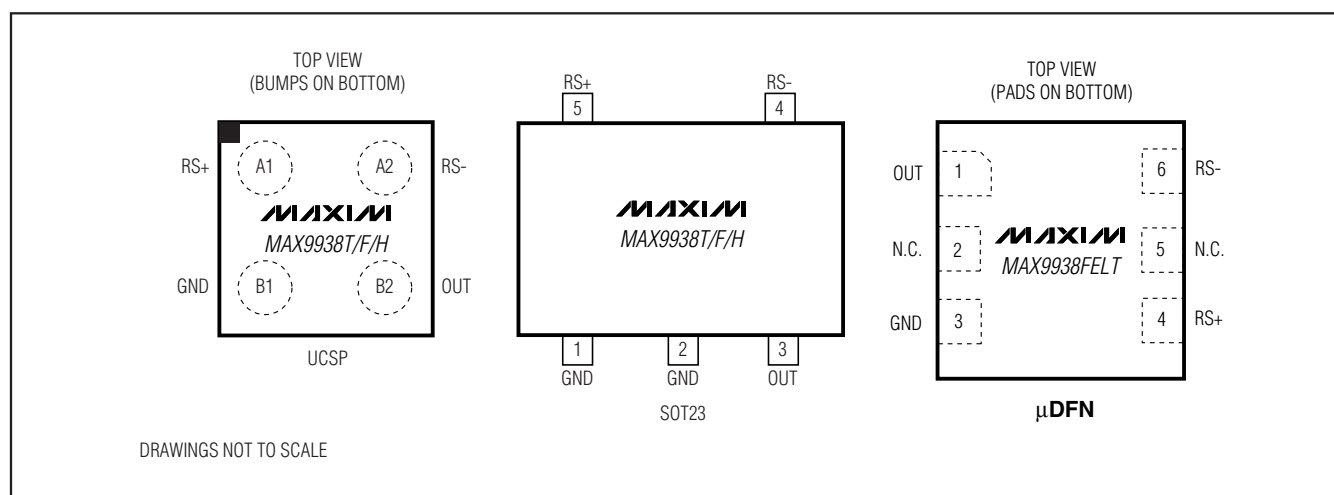 TOP VIEW
(BUMPS ON BOTTOM)
RS+ A1 A2 RS-
MAXIM
MAX9938T/F/H
GND B1 B2 OUT
UCSP
RS+ RS-
5 4
MAXIM
MAX9938T/F/H
1 2 3
GND GND OUT
SOT23
TOP VIEW
(PADS ON BOTTOM)
OUT 1 6 RS-
MAXIM
N.C. 2 5 N.C.
MAX9938FELT
GND 3 4 RS+
µDFN
DRAWINGS NOT TO SCALE